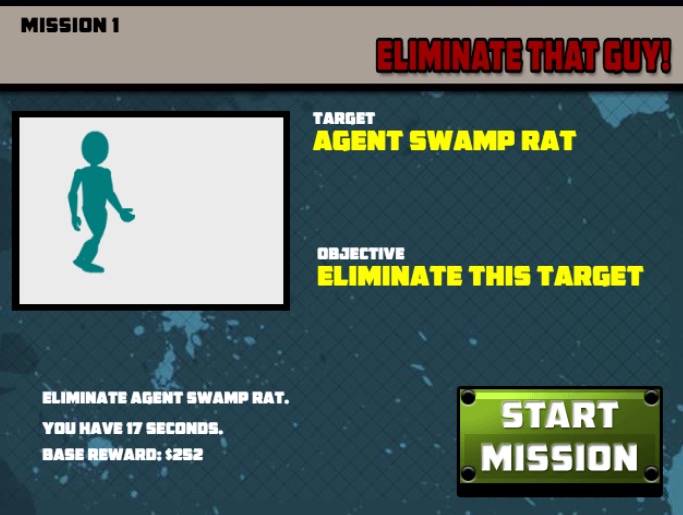 MISSION 1
ELIMINATE THAT GUY!
TARGET
AGENT SWAMP RAT
OBJECTIVE
ELIMINATE THIS TARGET
ELIMINATE AGENT SWAMP RAT.
YOU HAVE 17 SECONDS.
BASE REWARD: $252
START
MISSION